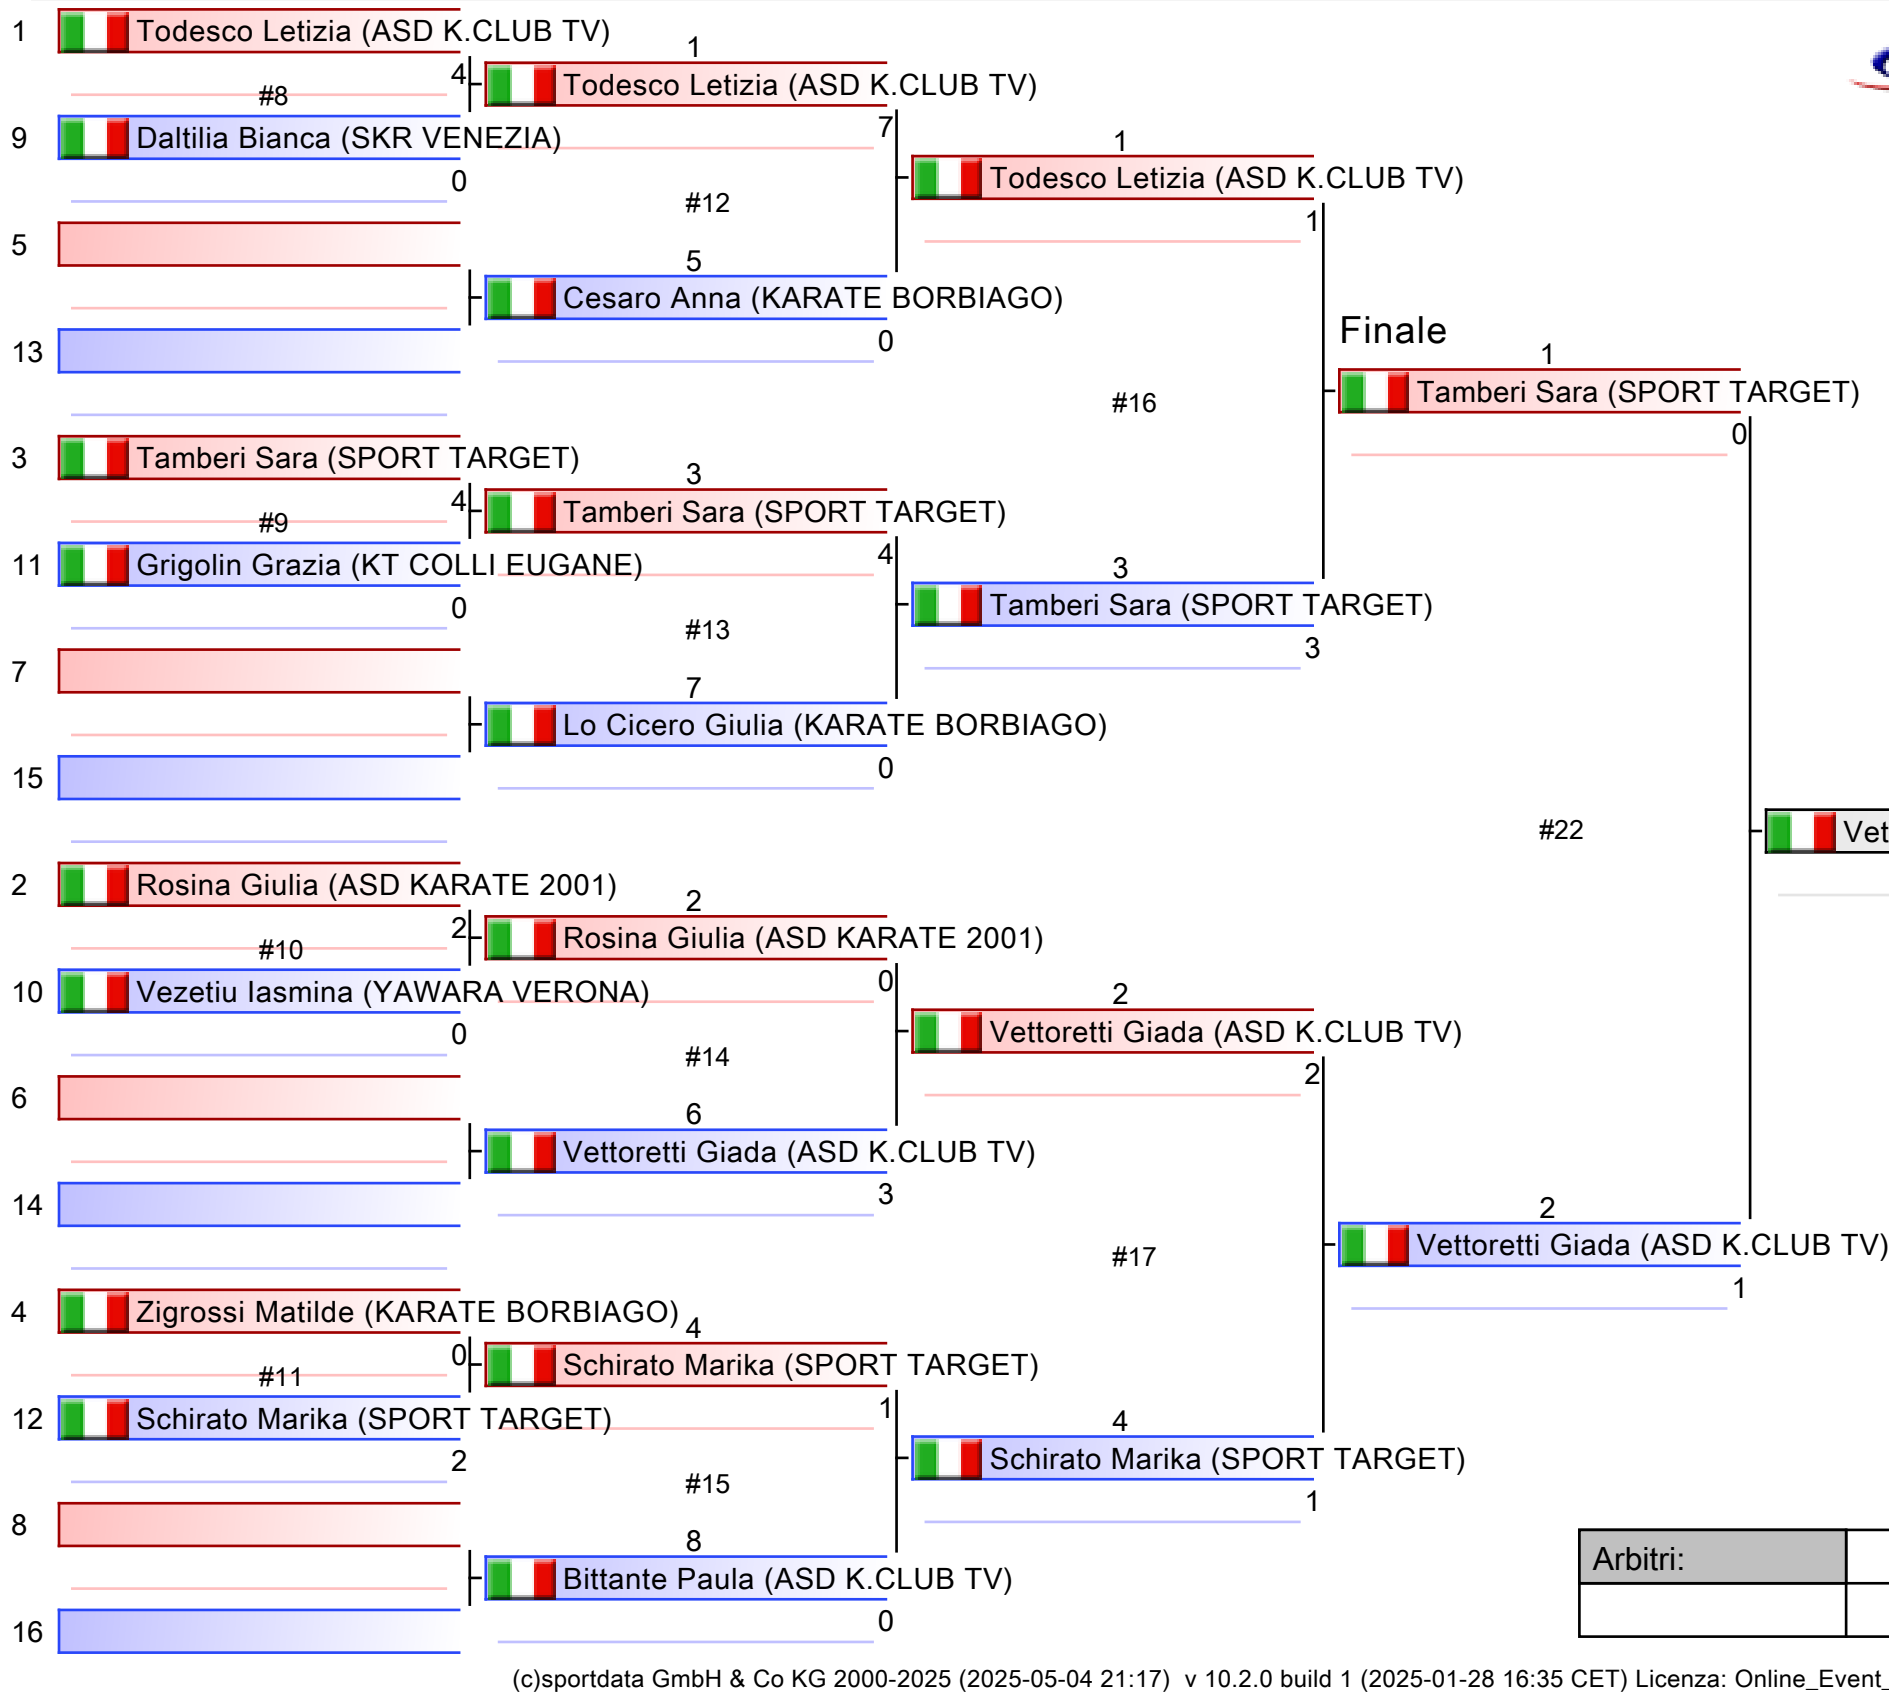 1 Todesco Letizia (ASD K.CLUB TV)
4
#8
9 Daltilia Bianca (SKR VENEZIA)
0
5
13
3 Tamberi Sara (SPORT TARGET)
4
#9
11 Grigolin Grazia (KT COLLI EUGANE)
0
7
15
2 Rosina Giulia (ASD KARATE 2001)
2
#10
10 Vezetiu Iasmina (YAWARA VERONA)
0
6
14
4 Zigrossi Matilde (KARATE BORBIAGO)
0
#11
12 Schirato Marika (SPORT TARGET)
2
8
16
1
Todesco Letizia (ASD K.CLUB TV)
7
#12
5
Cesaro Anna (KARATE BORBIAGO)
0
3
Tamberi Sara (SPORT TARGET)
4
#13
7
Lo Cicero Giulia (KARATE BORBIAGO)
0
2
Rosina Giulia (ASD KARATE 2001)
0
#14
6
Vettoretti Giada (ASD K.CLUB TV)
3
4
Schirato Marika (SPORT TARGET)
1
#15
8
Bittante Paula (ASD K.CLUB TV)
0
1
Todesco Letizia (ASD K.CLUB TV)
1
#16
3
Tamberi Sara (SPORT TARGET)
3
2
Vettoretti Giada (ASD K.CLUB TV)
2
#17
4
Schirato Marika (SPORT TARGET)
1
Finale
1
Tamberi Sara (SPORT TARGET)
0
#22
2
Vettoretti Giada (ASD K.CLUB TV)
1
Vet
Arbitri:
(c)sportdata GmbH & Co KG 2000-2025 (2025-05-04 21:17) v 10.2.0 build 1 (2025-01-28 16:35 CET) Licenza: Online_Event_